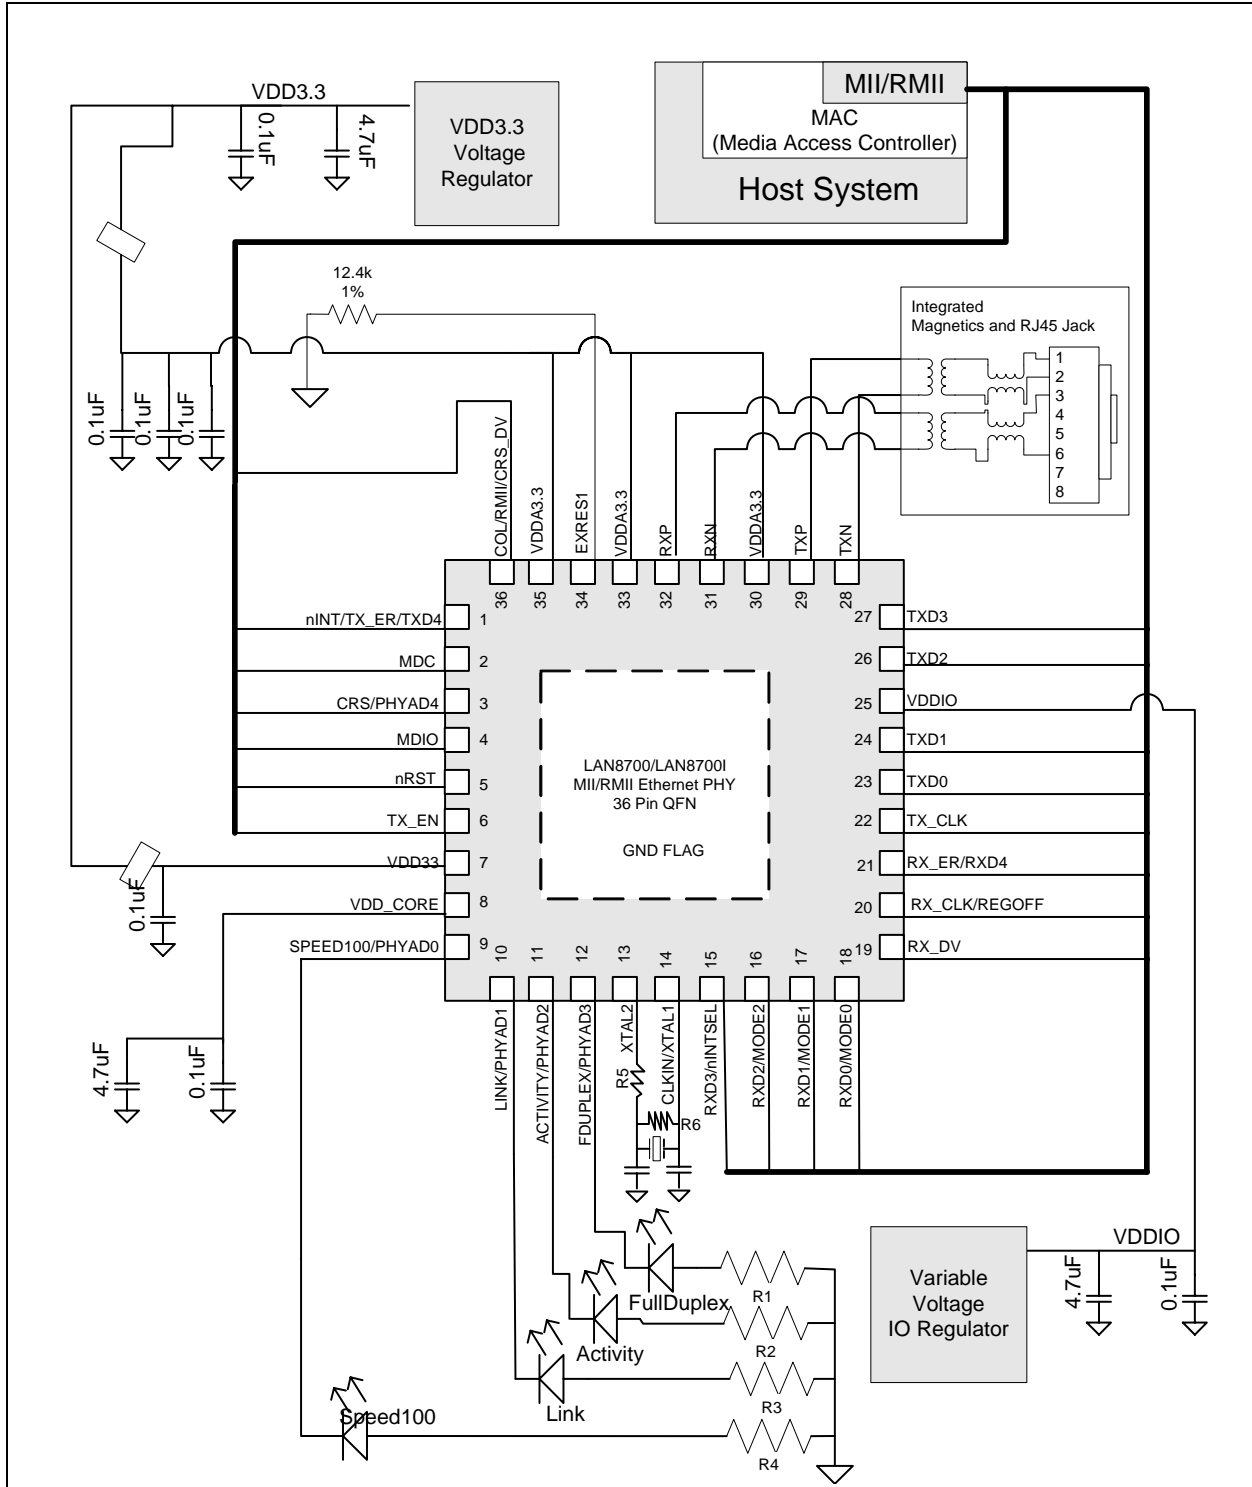 VDD3.3
0.1uF
4.7uF
VDD3.3
Voltage
Regulator
MII/RMII
MAC
(Media Access Controller)
Host System
12.4k
1%
Integrated
Magnetics and RJ45 Jack
1
2
3
4
5
6
7
8
0.1uF
0.1uF
0.1uF
COL/RMII/CRS_DV
VDDA3.3
EXRES1
VDDA3.3
RXP
RXN
VDDA3.3
TXP
TXN
36
35
34
33
32
31
30
29
28
nINT/TX_ER/TXD4
1
MDC
2
CRS/PHYAD4
3
MDIO
4
nRST
5
TX_EN
6
VDD33
7
VDD_CORE
8
SPEED100/PHYAD0
9
27
TXD3
26
TXD2
25
VDDIO
24
TXD1
23
TXD0
22
TX_CLK
21
RX_ER/RXD4
20
RX_CLK/REGOFF
19
RX_DV
LAN8700/LAN8700I
MII/RMII Ethernet PHY
36 Pin QFN
GND FLAG
0.1uF
10
11
12
13
14
15
16
17
18
LINK/PHYAD1
ACTIVITY/PHYAD2
FDUPLEX/PHYAD3
XTAL2
CLKIN/XTAL1
RXD3/nINTSEL
RXD2/MODE2
RXD1/MODE1
RXD0/MODE0
4.7uF
0.1uF
R5
R6
FullDuplex
R1
Activity
R2
Link
R3
Speed100
R4
Variable
Voltage
IO Regulator
VDDIO
4.7uF
0.1uF